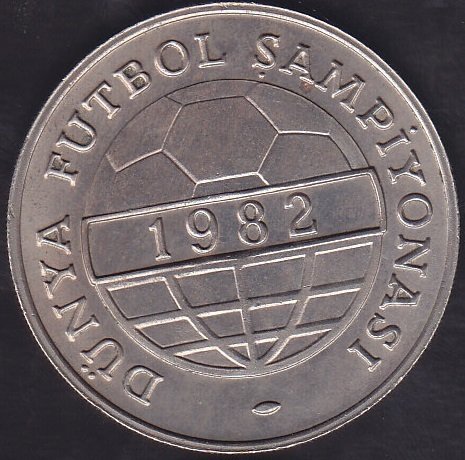 DÜNYA FUTBOL ŞAMPİYONASI
1982